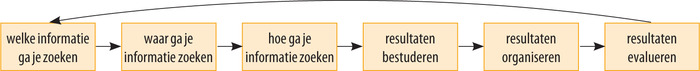 welke informatie
ga je zoeken
waar ga je
informatie zoeken
hoe ga je
informatie zoeken
resultaten
bestuderen
resultaten
organiseren
resultaten
evalueren